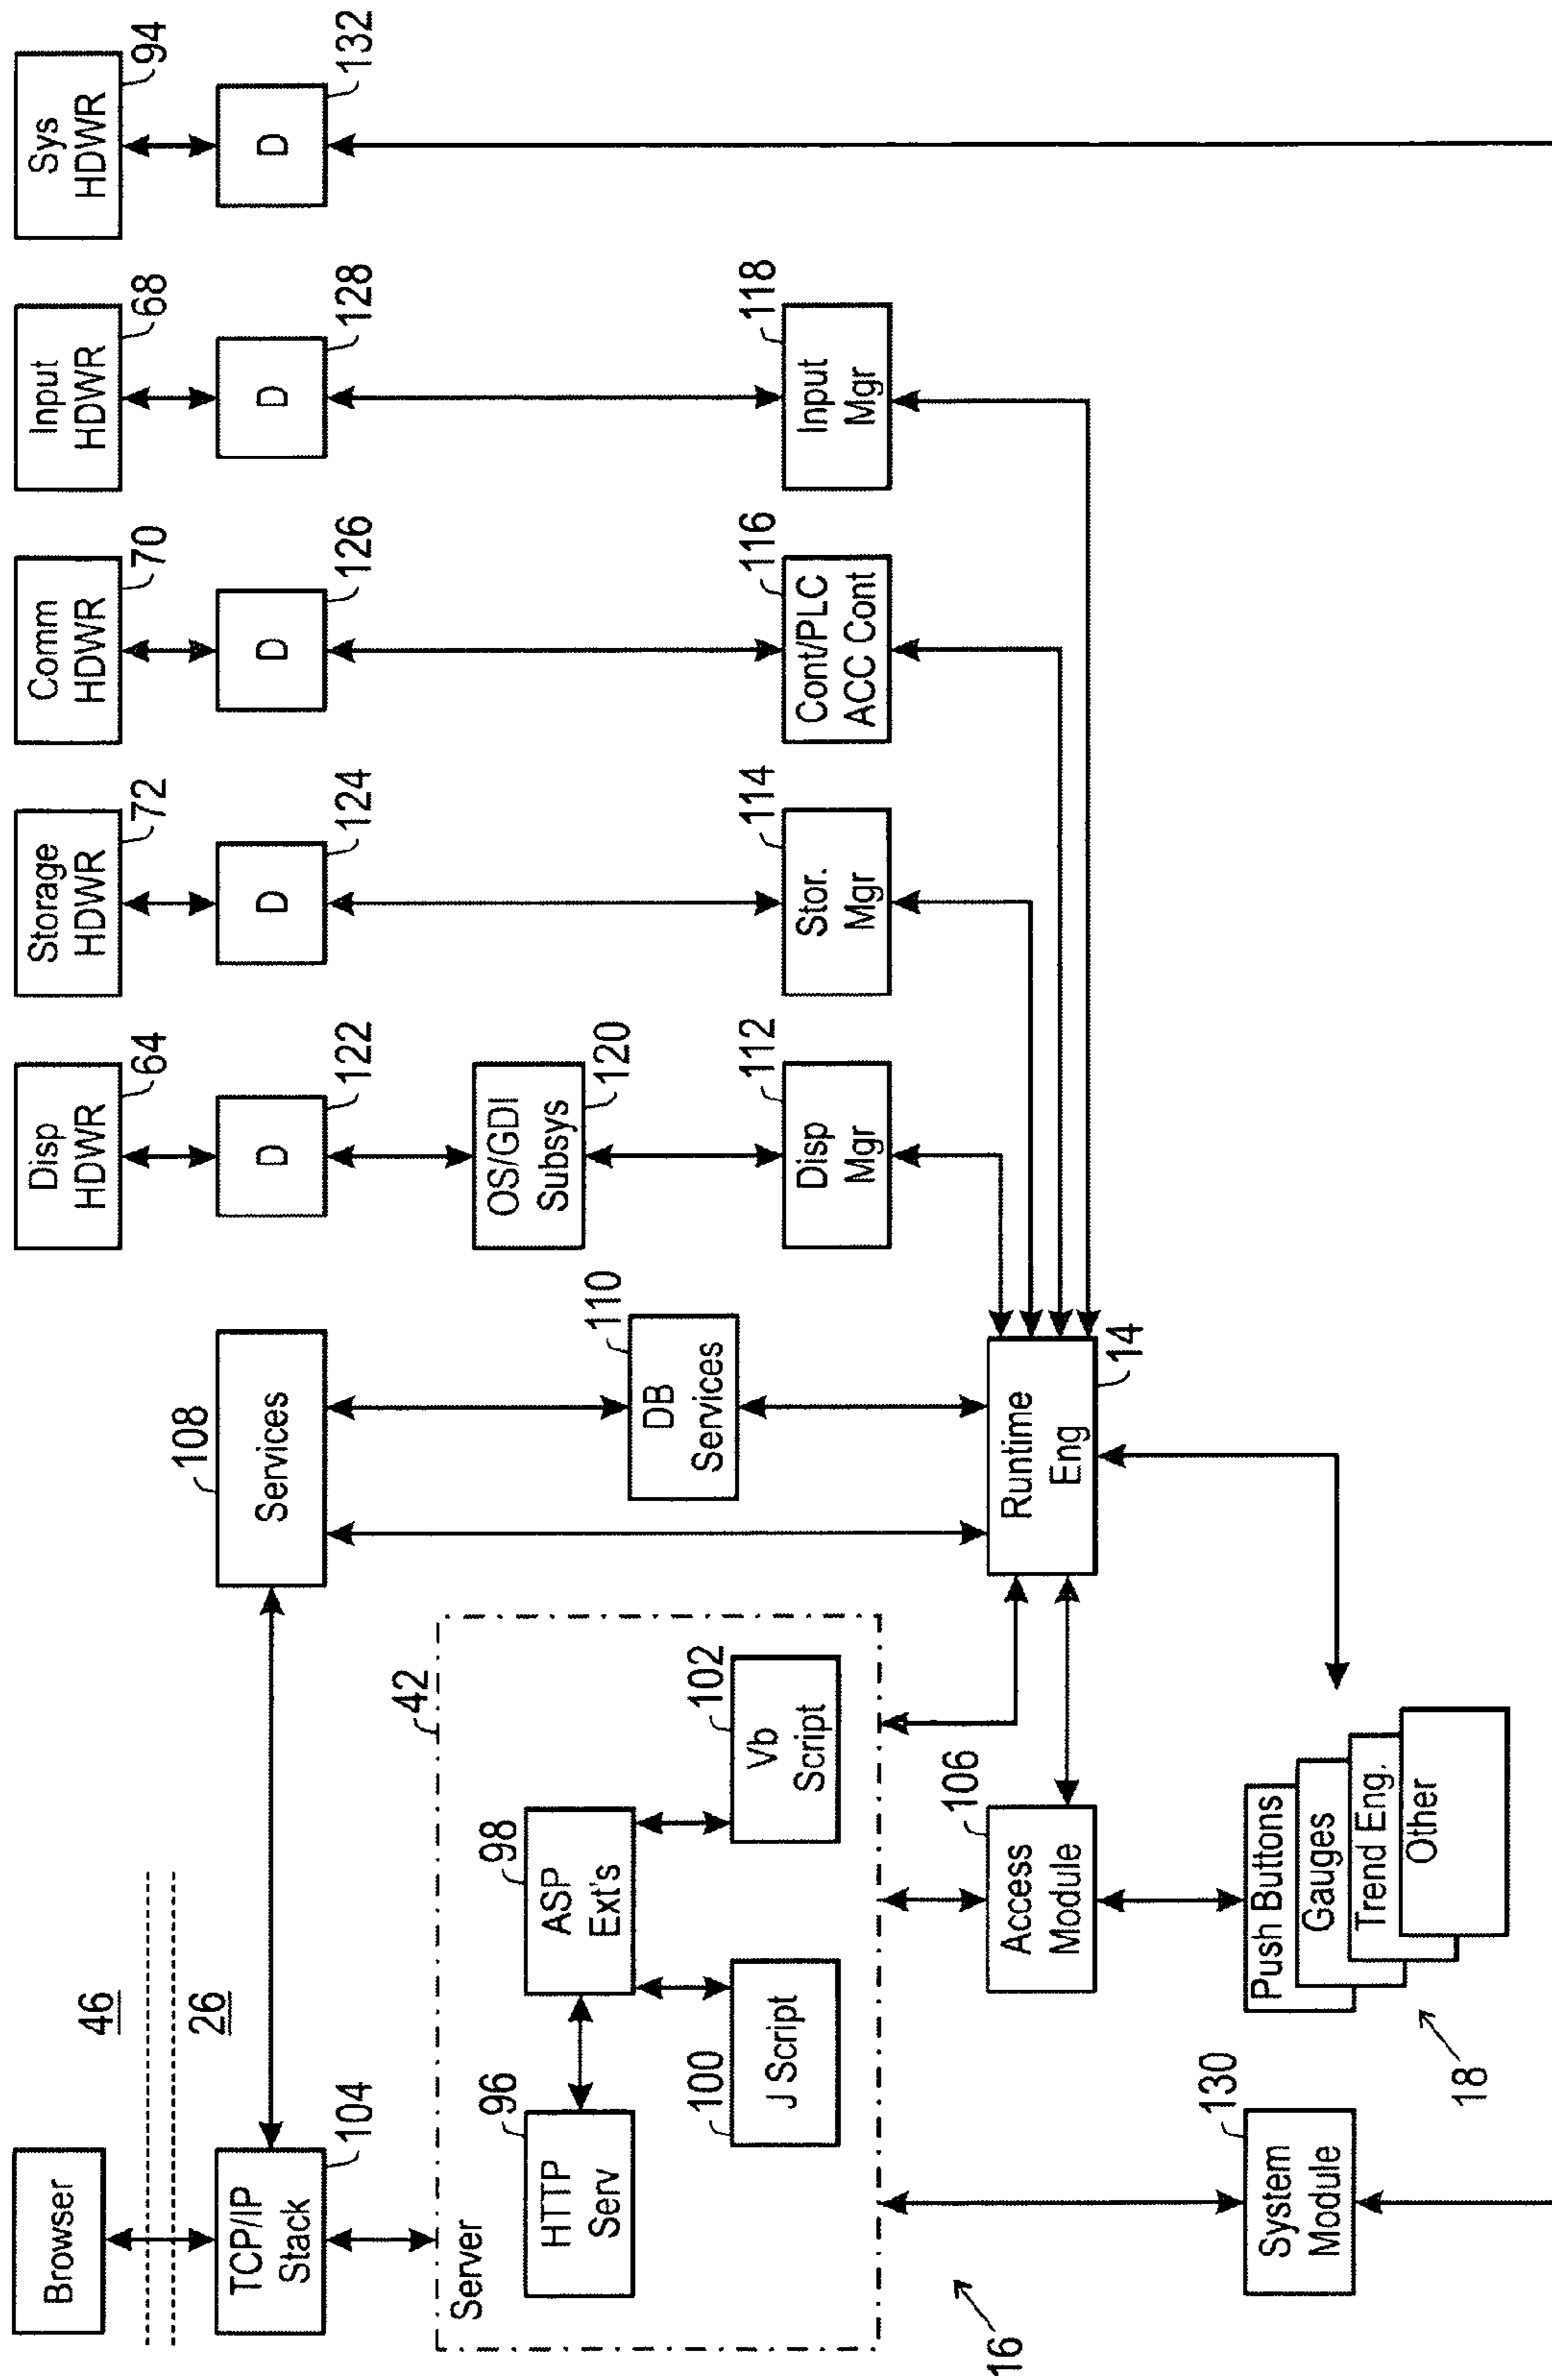 Browser
46
26
TCP/IP
Stack
104
Services
108
Disp
HDWR
64
Storage
HDWR
72
Comm
HDWR
70
Input
HDWR
68
Sys
HDWR
94
D
122
D
124
D
126
D
128
D
132
Server
42
HTTP
Serv
96
ASP
Ext's
98
J Script
100
Vb
Script
102
DB
Services
110
OS/GDI
Subsys
120
Disp
Mgr
112
Stor.
Mgr
114
Cont/PLC
ACC Cont
116
Input
Mgr
118
Access
Module
106
Runtime
Eng
14
16
System
Module
130
Push Buttons
Gauges
Trend Eng.
Other
18